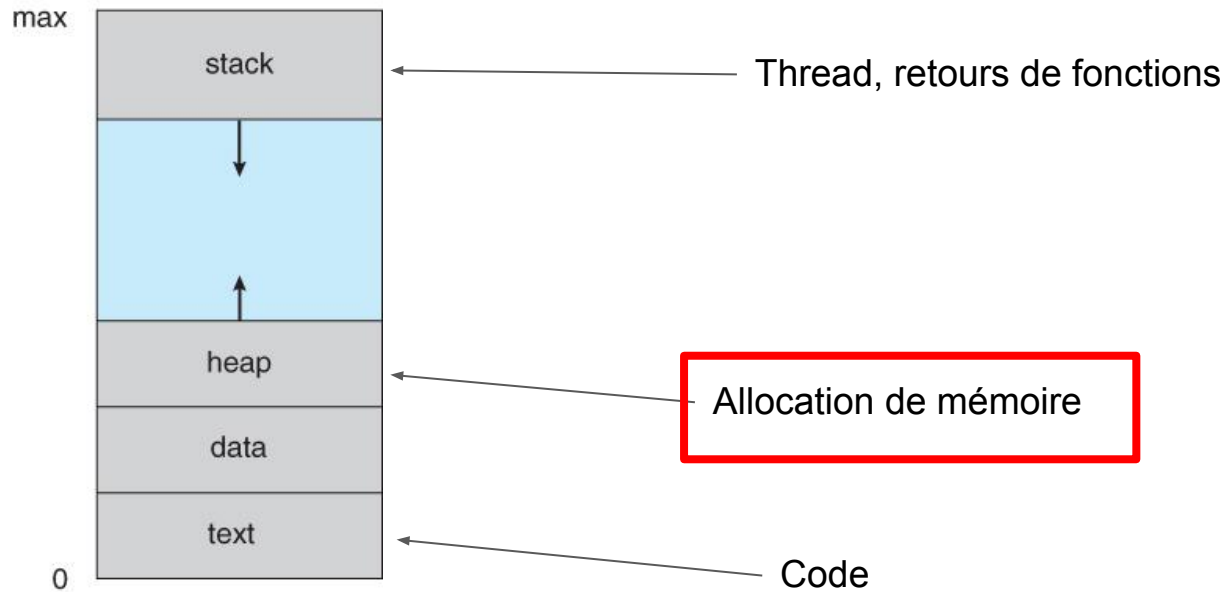 max
stack
Thread, retours de fonctions
heap
Allocation de mémoire
data
text
Code
0